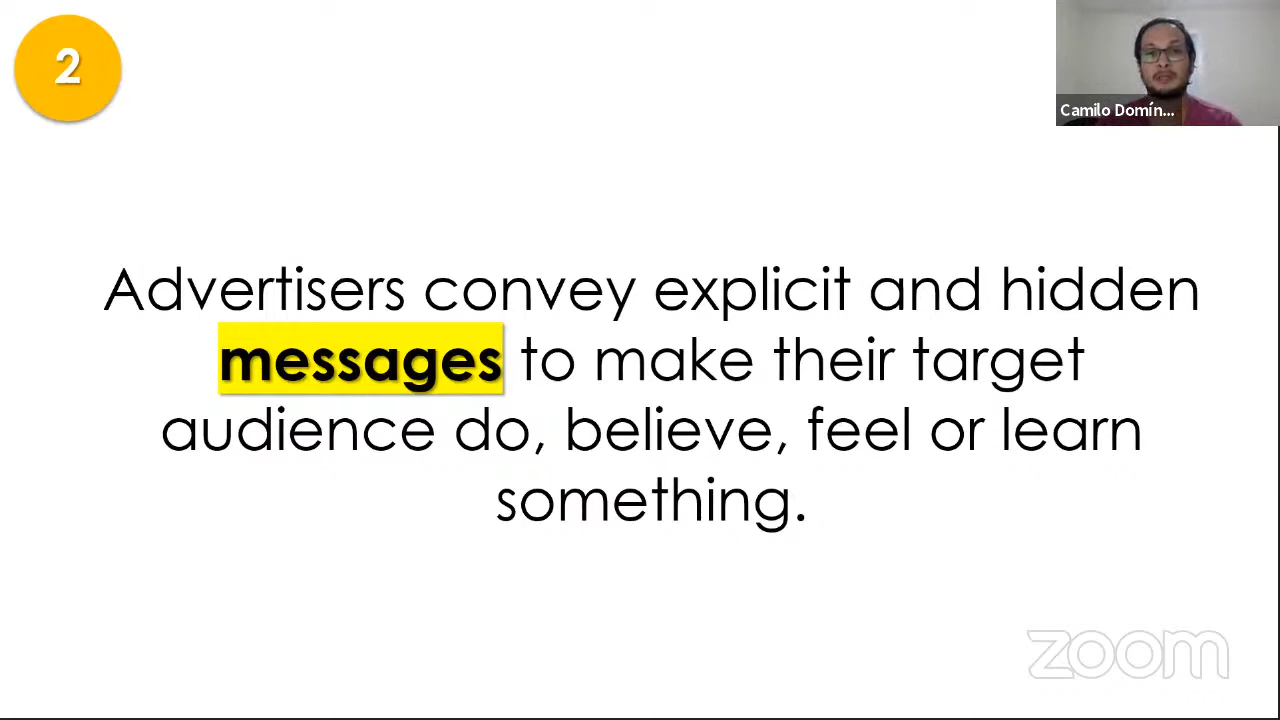 2
Camilo Domín...
Advertisers convey explicit and hidden
messages to make their target
audience do, believe, feel or learn
something.
zoom